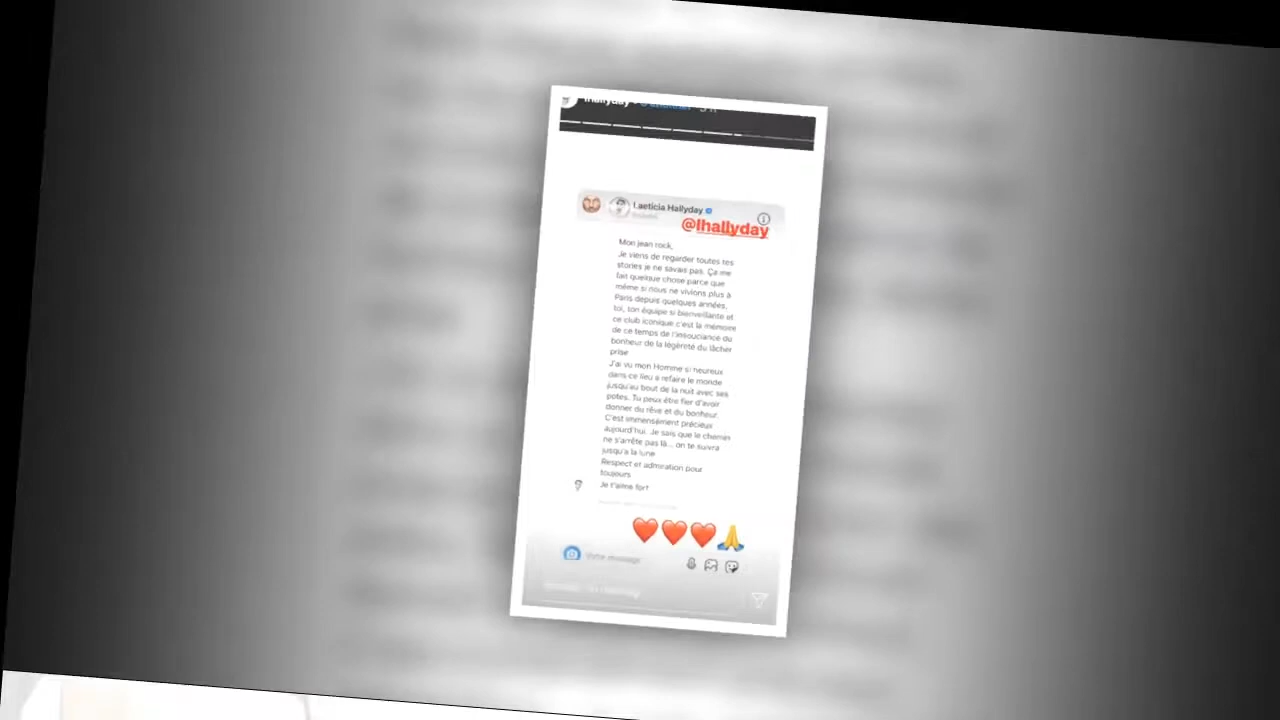 lhallyday
Laeticia Hallyday
@lhallyday
Mon jean rock,
Je viens de regarder toutes tes
stories je ne savais pas. Ça me
fait quelque chose parce que
même si nous ne vivions plus à
Paris depuis quelques années,
toi, ton équipe si bienveillante et
ce club iconique c'est la mémoire
de ce temps de l'insouciance du
bonheur de la légèreté du lâcher
prise
J'ai vu mon Homme si heureux
dans ce lieu a refaire le monde
jusqu'au bout de la nuit avec ses
potes. Tu peux être fier d'avoir
donner du rêve et du bonheur.
C'est immensément précieux
aujourd'hui. Je sais que le chemin
ne s'arrête pas là... on te suivra
jusqu'a la lune
Respect et admiration pour
toujours
Je t'aime fort
Votre message